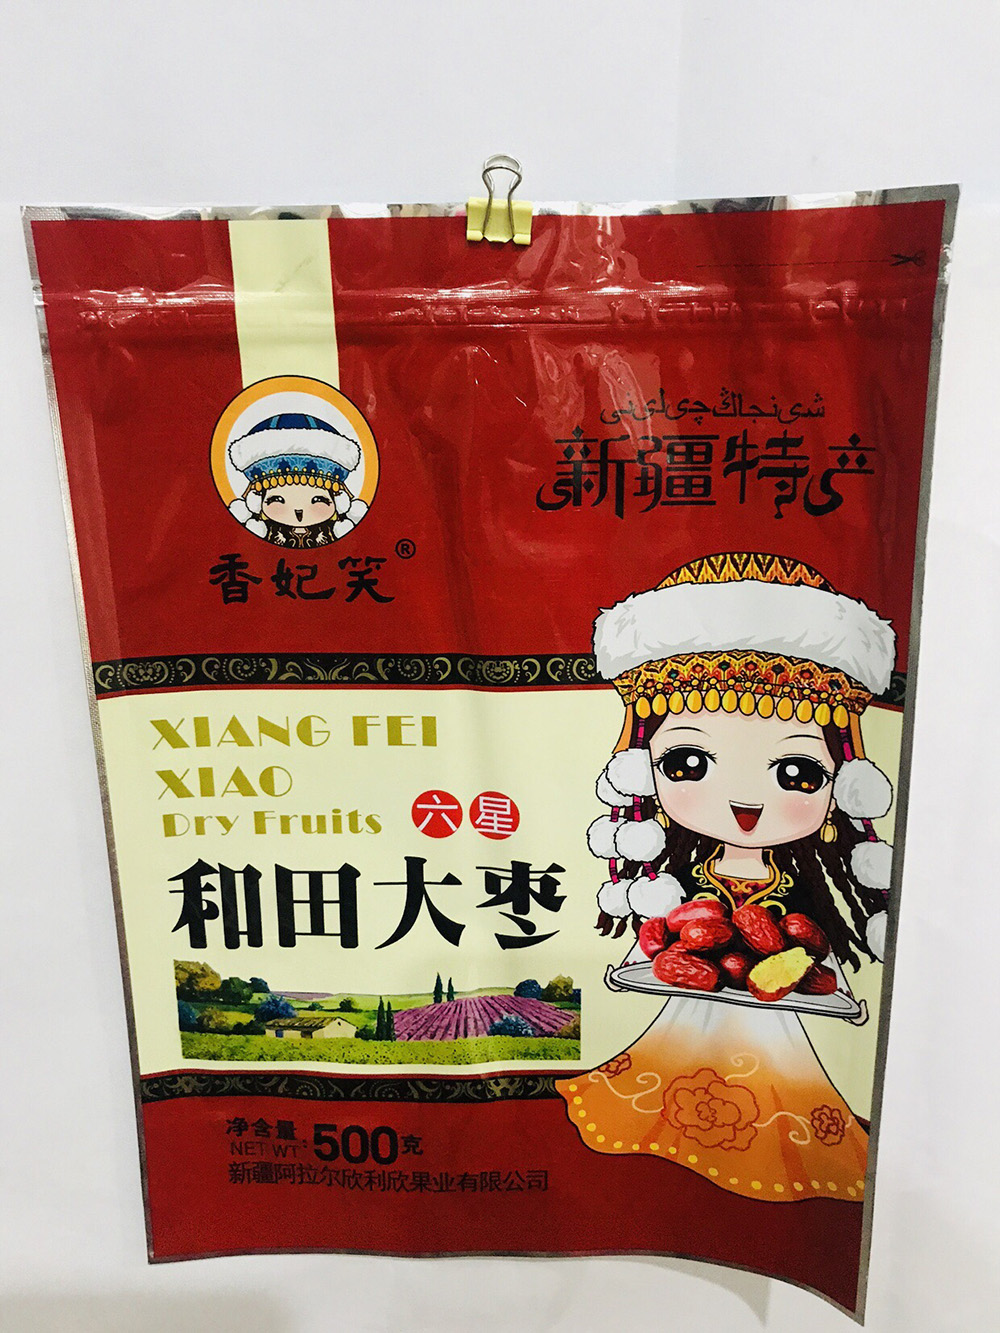 شىنجاڭچىلىنى
新疆特产
香妃笑®
XIANG FEI
XIAO
Dry Fruits
六星
和田大枣
净含量
NET WT: 500克
新疆阿拉尔欣利欣果业有限公司